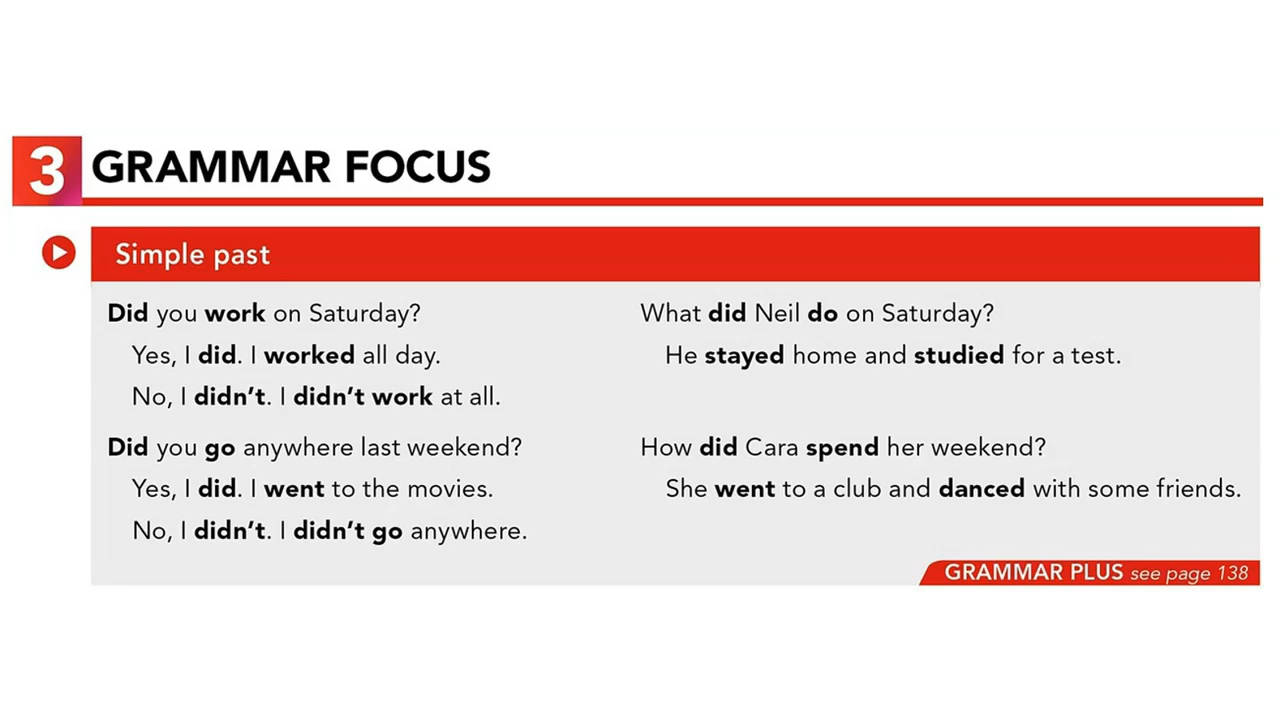 3 GRAMMAR FOCUS
Simple past
Did you work on Saturday?
Yes, I did. I worked all day.
No, I didn’t. I didn’t work at all.
Did you go anywhere last weekend?
Yes, I did. I went to the movies.
No, I didn’t. I didn’t go anywhere.
What did Neil do on Saturday?
He stayed home and studied for a test.
How did Cara spend her weekend?
She went to a club and danced with some friends.
GRAMMAR PLUS see page 138